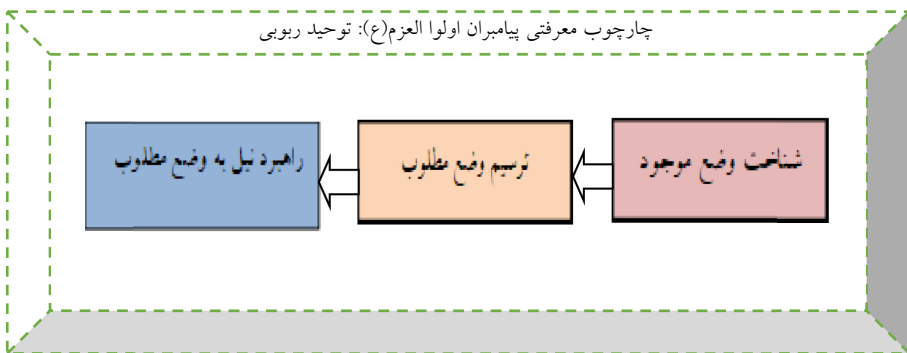 چارچوب معرفتی پیامبران اولوا العزم(ع): توحید ربوبی
شناخت وضع موجود
ترسیم وضع مطلوب
راهبرد نیل به وضع مطلوب